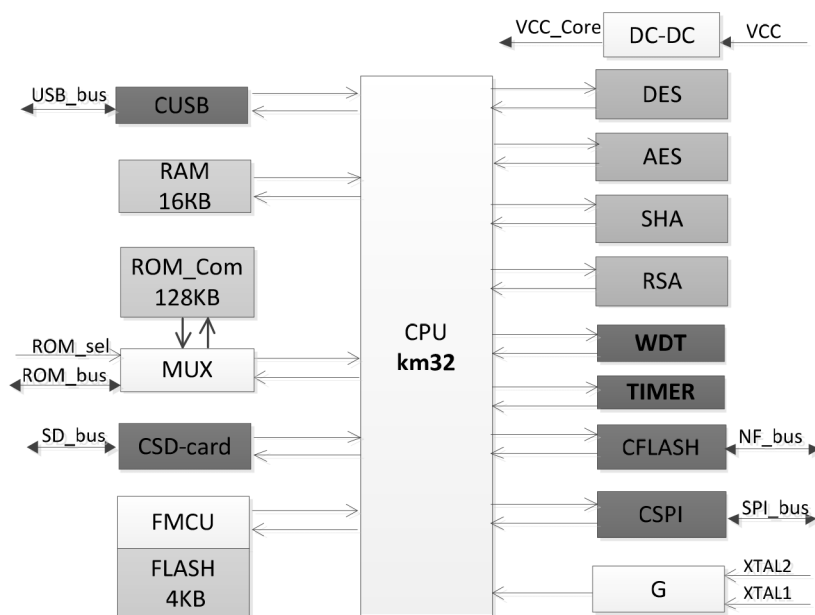 VCC_Core
DC-DC
VCC
USB_bus
CUSB
DES
RAM
16KB
AES
SHA
ROM_Com
128KB
RSA
CPU
km32
ROM_sel
MUX
ROM_bus
WDT
TIMER
SD_bus
CSD-card
CFLASH
NF_bus
FMCU
CSPI
SPI_bus
FLASH
4KB
G
XTAL2
XTAL1